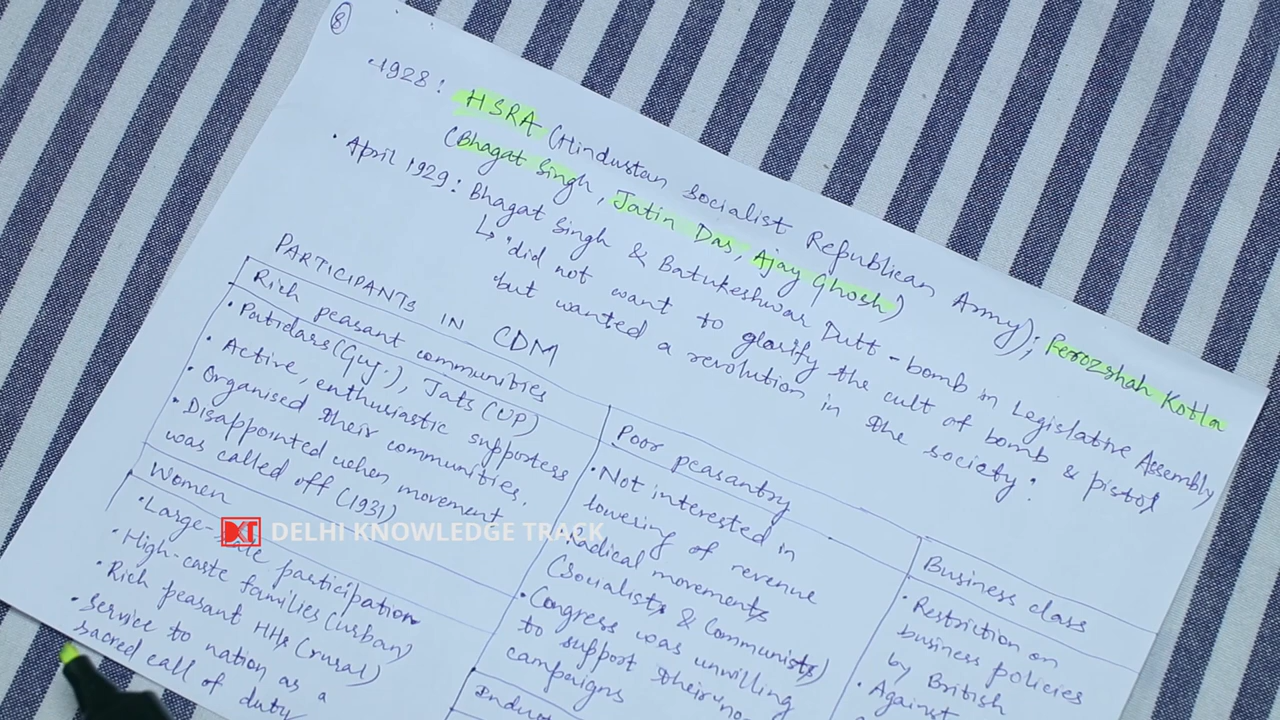 8
• 1928 : HSRA (Hindustan Socialist Republican Army); Ferozshah Kotla
(Bhagat Singh, Jatin Das, Ajay Ghosh)
• April 1929 : Bhagat Singh & Batukeshwar Dutt - bomb in Legislative Assembly
↳ "did not want to glorify the cult of bomb & pistol
but wanted a revolution in the society."
PARTICIPANTS IN CDM
Rich peasant communities
• Patidars (Guj.), Jats (UP)
• Active, enthusiastic supporters
• Organised their communities.
• Disappointed when movement
was called off (1931)
Poor peasantry
• Not interested in
lowering of revenue
• Radical movements
(Socialists & Communists)
• Congress was unwilling
to support their
campaigns
Business class
• Restriction on
business policies
by British
• Against
Women
• Large-scale participation
• High-caste families (urban)
• Rich peasant HHs (rural)
• Service to nation as a
sacred call of duty
DKT DELHI KNOWLEDGE TRACK